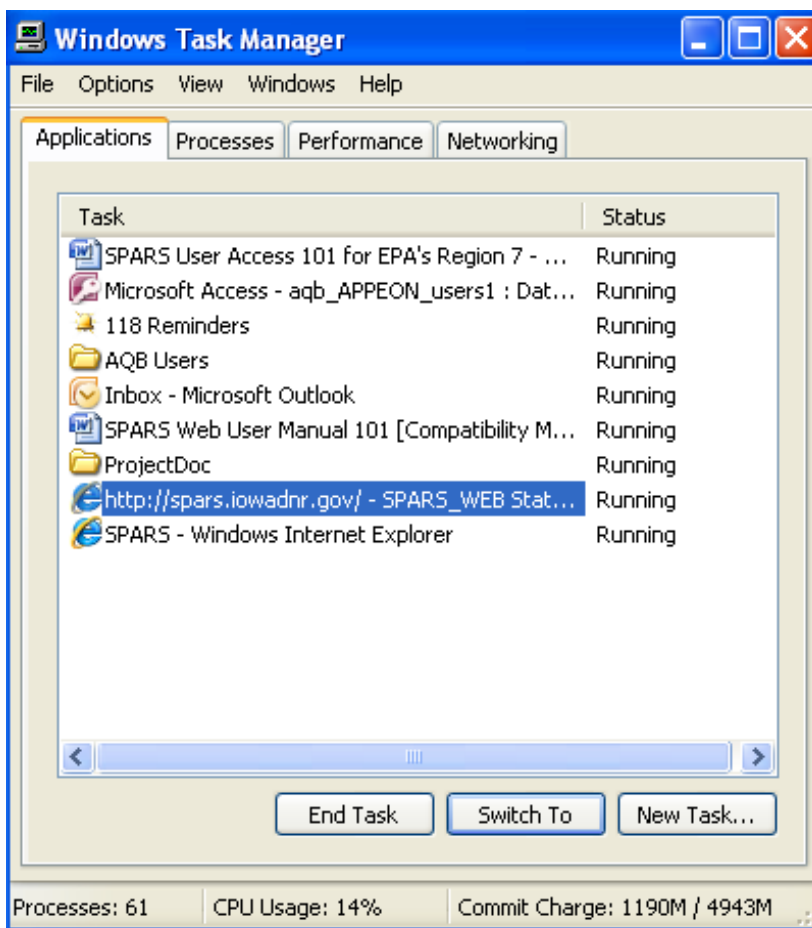 Windows Task Manager
File Options View Windows Help
Applications Processes Performance Networking
Task Status
SPARS User Access 101 for EPA's Region 7 - ... Running
Microsoft Access - aqb_APPEON_users1 : Dat... Running
118 Reminders Running
AQB Users Running
Inbox - Microsoft Outlook Running
SPARS Web User Manual 101 [Compatibility M... Running
ProjectDoc Running
http://spars.iowadnr.gov/ - SPARS_WEB Stat... Running
SPARS - Windows Internet Explorer Running
End Task Switch To New Task...
Processes: 61 CPU Usage: 14% Commit Charge: 1190M / 4943M